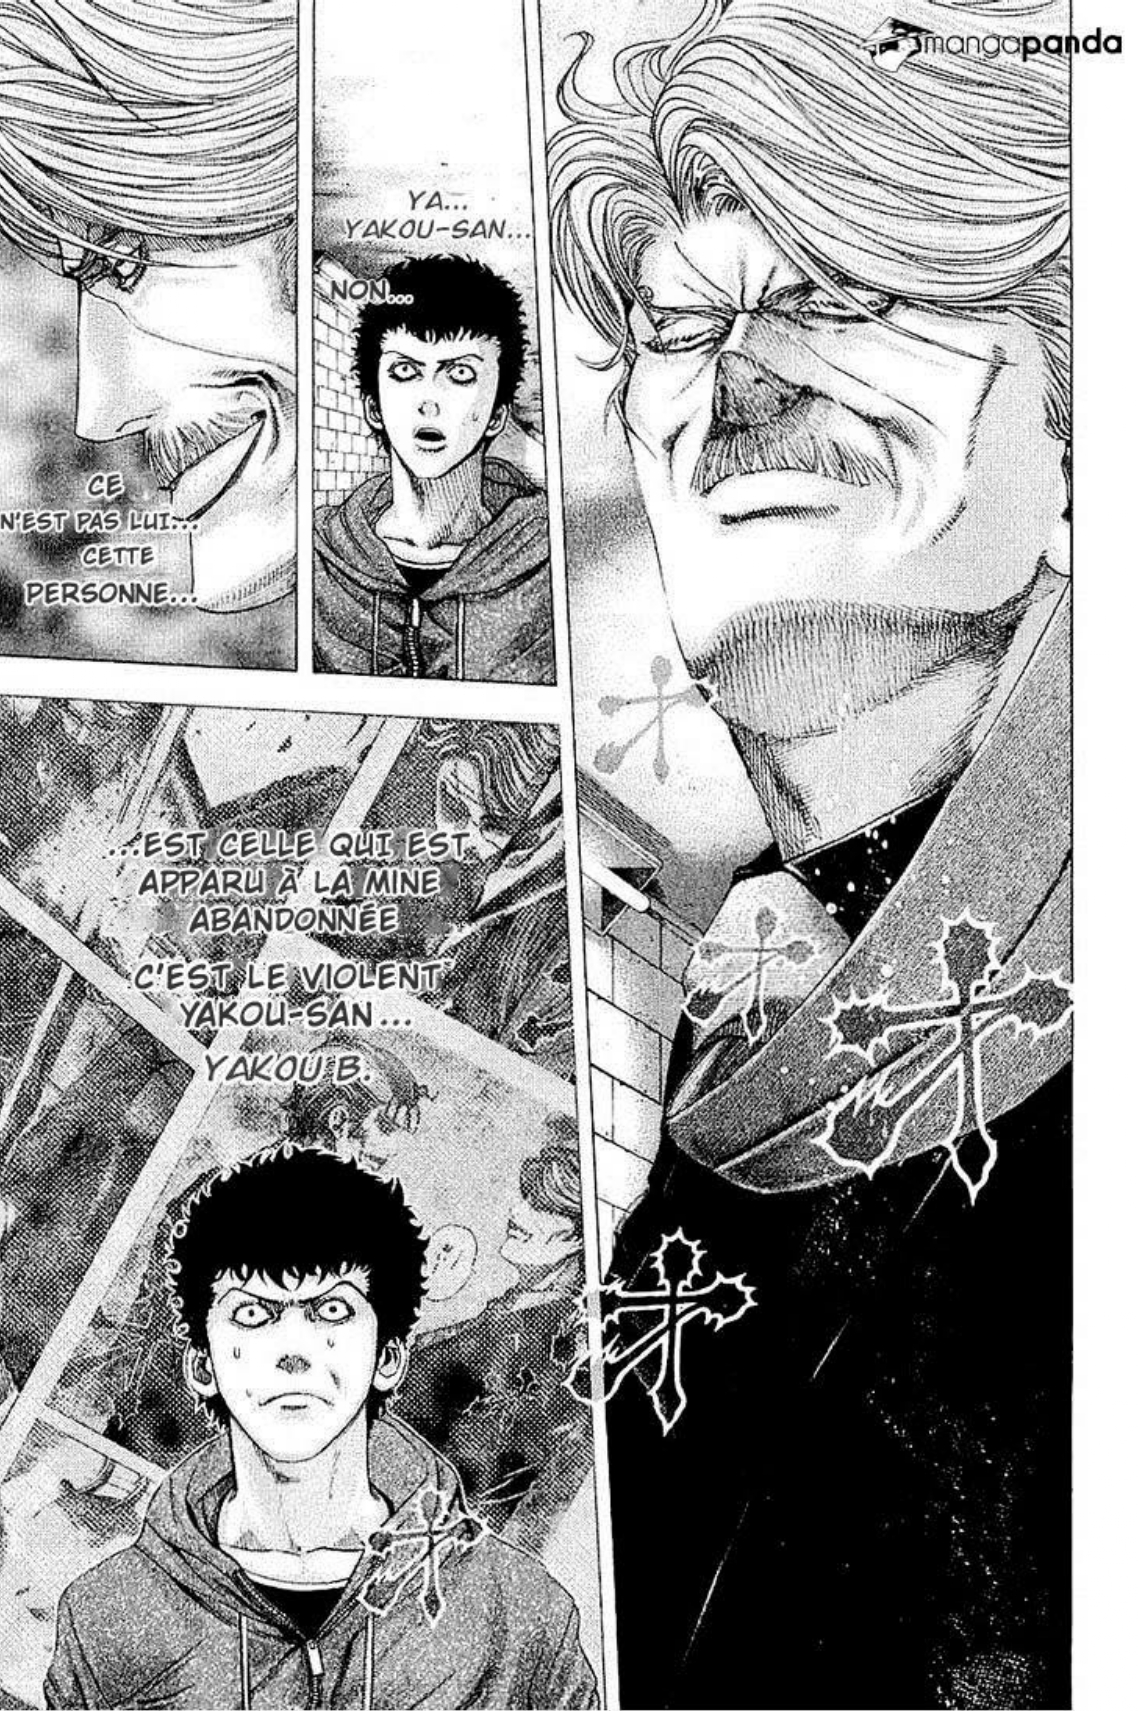 mangapanda
YA...
YAKOU-SAN...
NON...
CE
N'EST PAS LUI...
CETTE
PERSONNE...
...EST CELLE QUI EST
APPARU À LA MINE
ABANDONNÉE
C'EST LE VIOLENT
YAKOU-SAN...
YAKOU B.